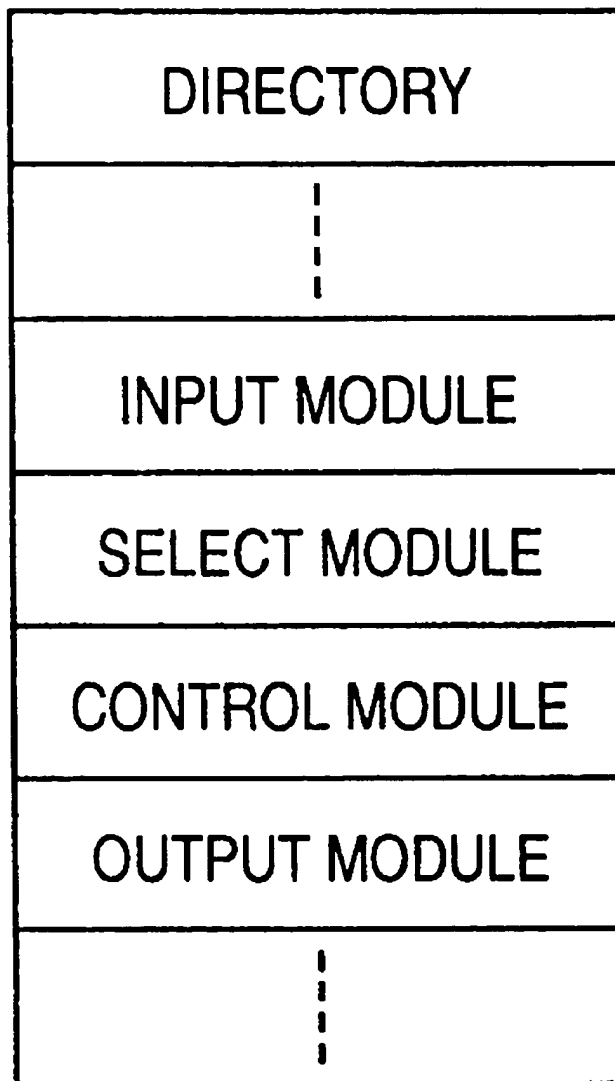 DIRECTORY
INPUT MODULE
SELECT MODULE
CONTROL MODULE
OUTPUT MODULE